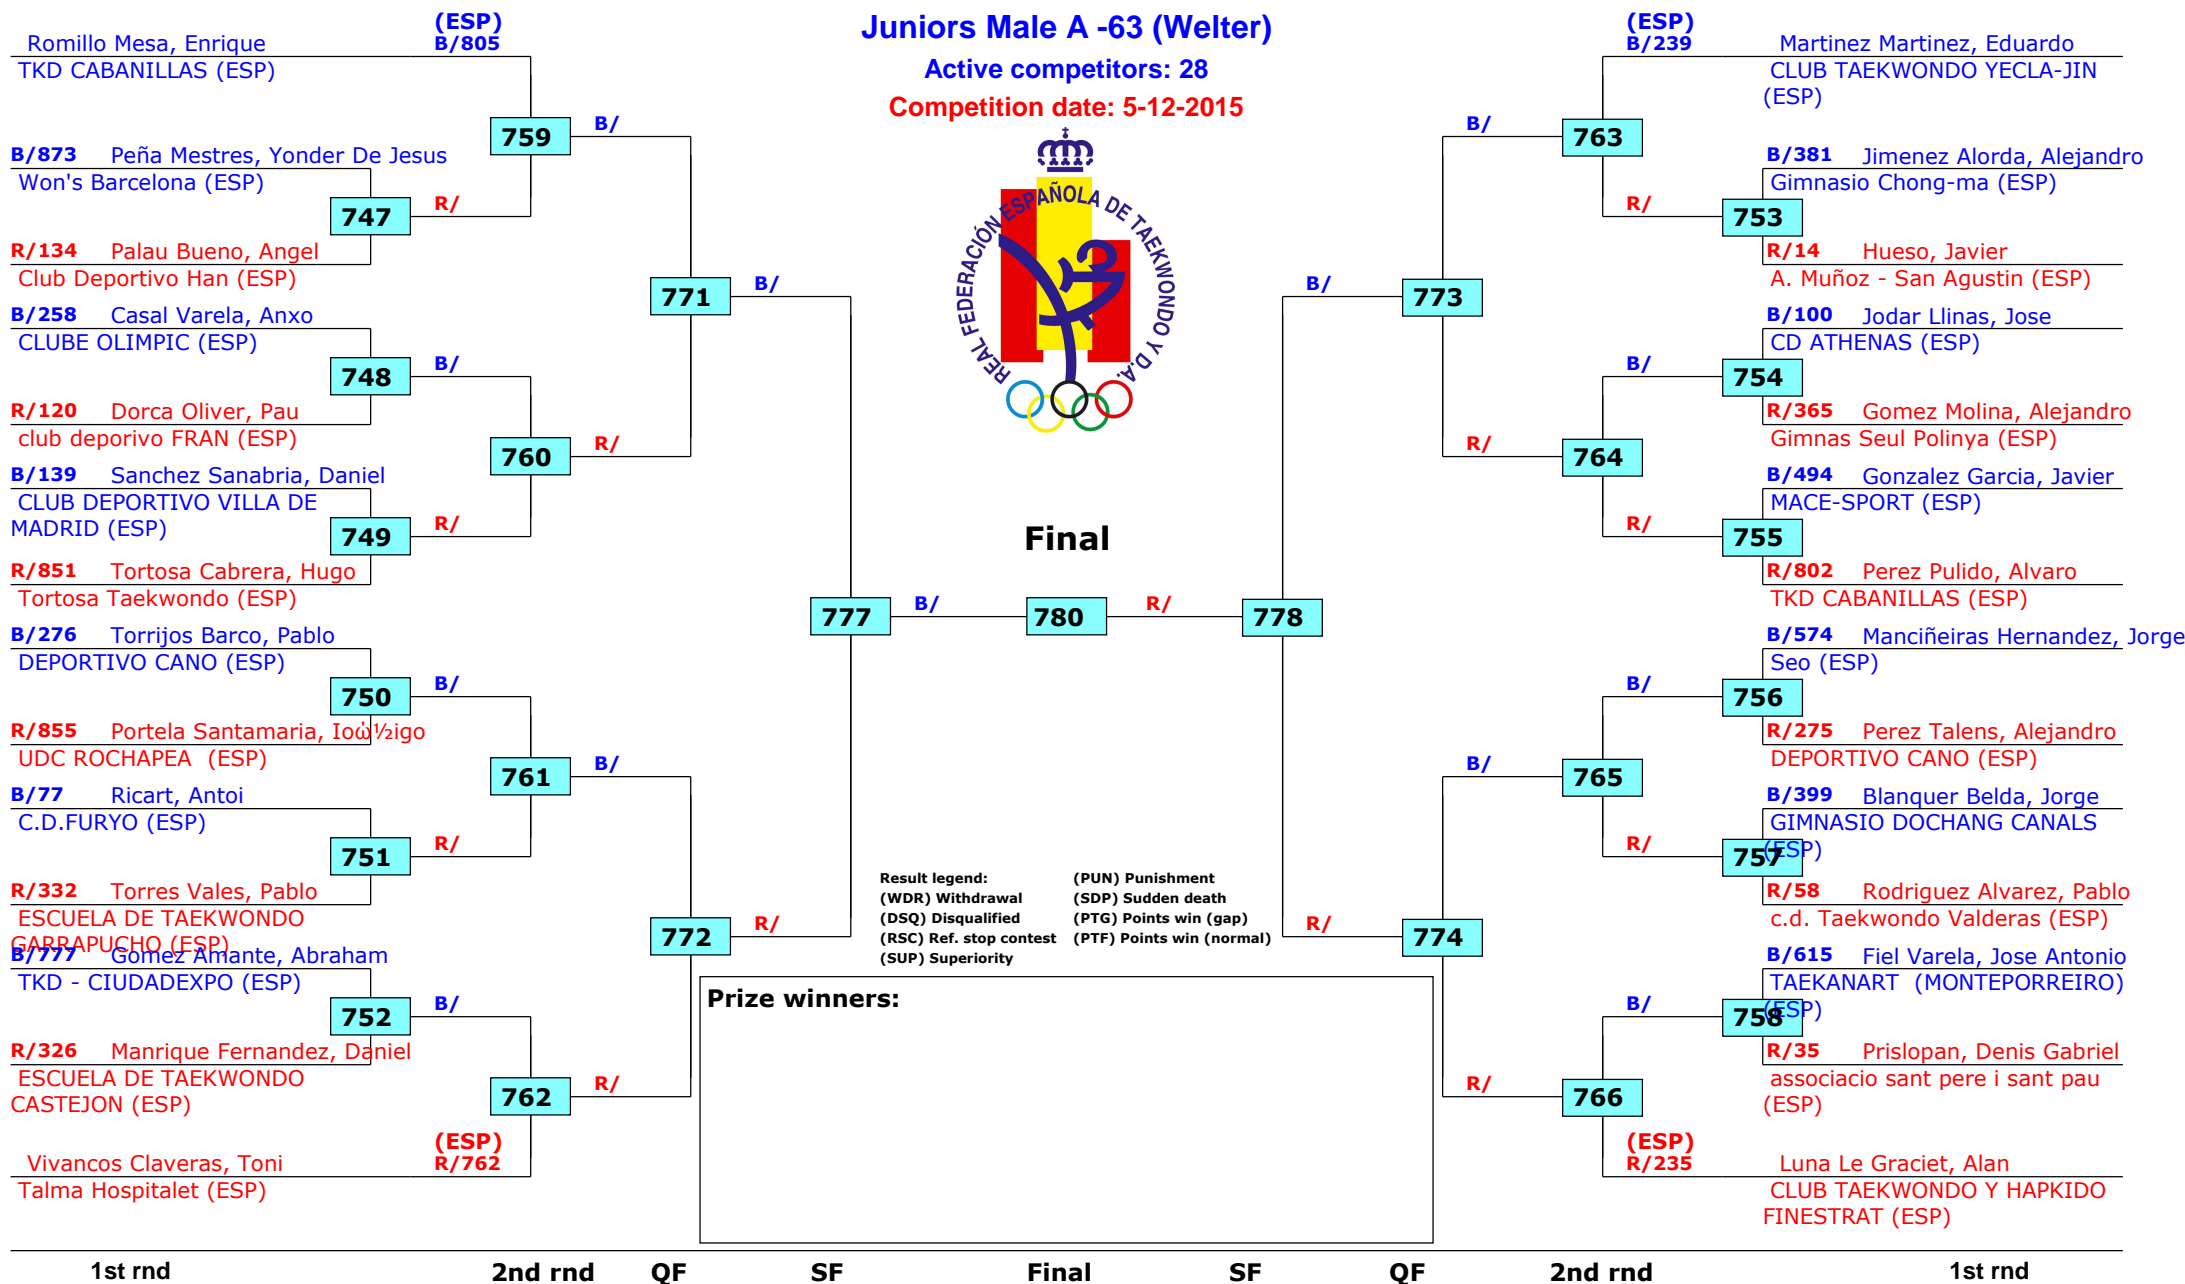 Juniors Male A -63 (Welter)
Active competitors: 28
Competition date: 5-12-2015
REAL FEDERACIÓN ESPAÑOLA DE TAEKWONDO Y D.A.
(ESP)
Romillo Mesa, Enrique B/805
TKD CABANILLAS (ESP)
759 B/
B/873 Peña Mestres, Yonder De Jesus
Won's Barcelona (ESP)
747 R/
R/134 Palau Bueno, Angel
Club Deportivo Han (ESP)
771 B/
B/258 Casal Varela, Anxo
CLUBE OLIMPIC (ESP)
748 B/
R/120 Dorca Oliver, Pau
club deporivo FRAN (ESP)
760 R/
B/139 Sanchez Sanabria, Daniel
CLUB DEPORTIVO VILLA DE
MADRID (ESP)
749 R/
R/851 Tortosa Cabrera, Hugo
Tortosa Taekwondo (ESP)
777 B/
B/276 Torrijos Barco, Pablo
DEPORTIVO CANO (ESP)
750 B/
R/855 Portela Santamaria, Ioώ½igo
UDC ROCHAPEA (ESP)
761 B/
B/77 Ricart, Antoi
C.D.FURYO (ESP)
751 R/
R/332 Torres Vales, Pablo
ESCUELA DE TAEKWONDO
GARRAPUCHO (ESP)
772 R/
B/777 Gomez Amante, Abraham
TKD - CIUDADEXPO (ESP)
752 B/
R/326 Manrique Fernandez, Daniel
ESCUELA DE TAEKWONDO
CASTEJON (ESP)
762 R/
(ESP)
Vivancos Claveras, Toni R/762
Talma Hospitalet (ESP)
Final
780
(ESP)
B/239 Martinez Martinez, Eduardo
CLUB TAEKWONDO YECLA-JIN
(ESP)
B/ 763
B/381 Jimenez Alorda, Alejandro
Gimnasio Chong-ma (ESP)
R/ 753
R/14 Hueso, Javier
A. Muñoz - San Agustin (ESP)
B/ 773
B/100 Jodar Llinas, Jose
CD ATHENAS (ESP)
B/ 754
R/365 Gomez Molina, Alejandro
Gimnas Seul Polinya (ESP)
R/ 764
B/494 Gonzalez Garcia, Javier
MACE-SPORT (ESP)
R/ 755
R/802 Perez Pulido, Alvaro
TKD CABANILLAS (ESP)
R/ 778
B/574 Manciñeiras Hernandez, Jorge
Seo (ESP)
B/ 756
R/275 Perez Talens, Alejandro
DEPORTIVO CANO (ESP)
B/ 765
B/399 Blanquer Belda, Jorge
GIMNASIO DOCHANG CANALS
(ESP)
R/ 757
R/58 Rodriguez Alvarez, Pablo
c.d. Taekwondo Valderas (ESP)
R/ 774
B/615 Fiel Varela, Jose Antonio
TAEKANART (MONTEPORREIRO)
(ESP)
B/ 758
R/35 Prislopan, Denis Gabriel
associacio sant pere i sant pau
(ESP)
R/ 766
(ESP)
R/235 Luna Le Graciet, Alan
CLUB TAEKWONDO Y HAPKIDO
FINESTRAT (ESP)
Result legend: (PUN) Punishment
(WDR) Withdrawal (SDP) Sudden death
(DSQ) Disqualified (PTG) Points win (gap)
(RSC) Ref. stop contest (PTF) Points win (normal)
(SUP) Superiority
Prize winners:
1st rnd 2nd rnd QF SF Final SF QF 2nd rnd 1st rnd